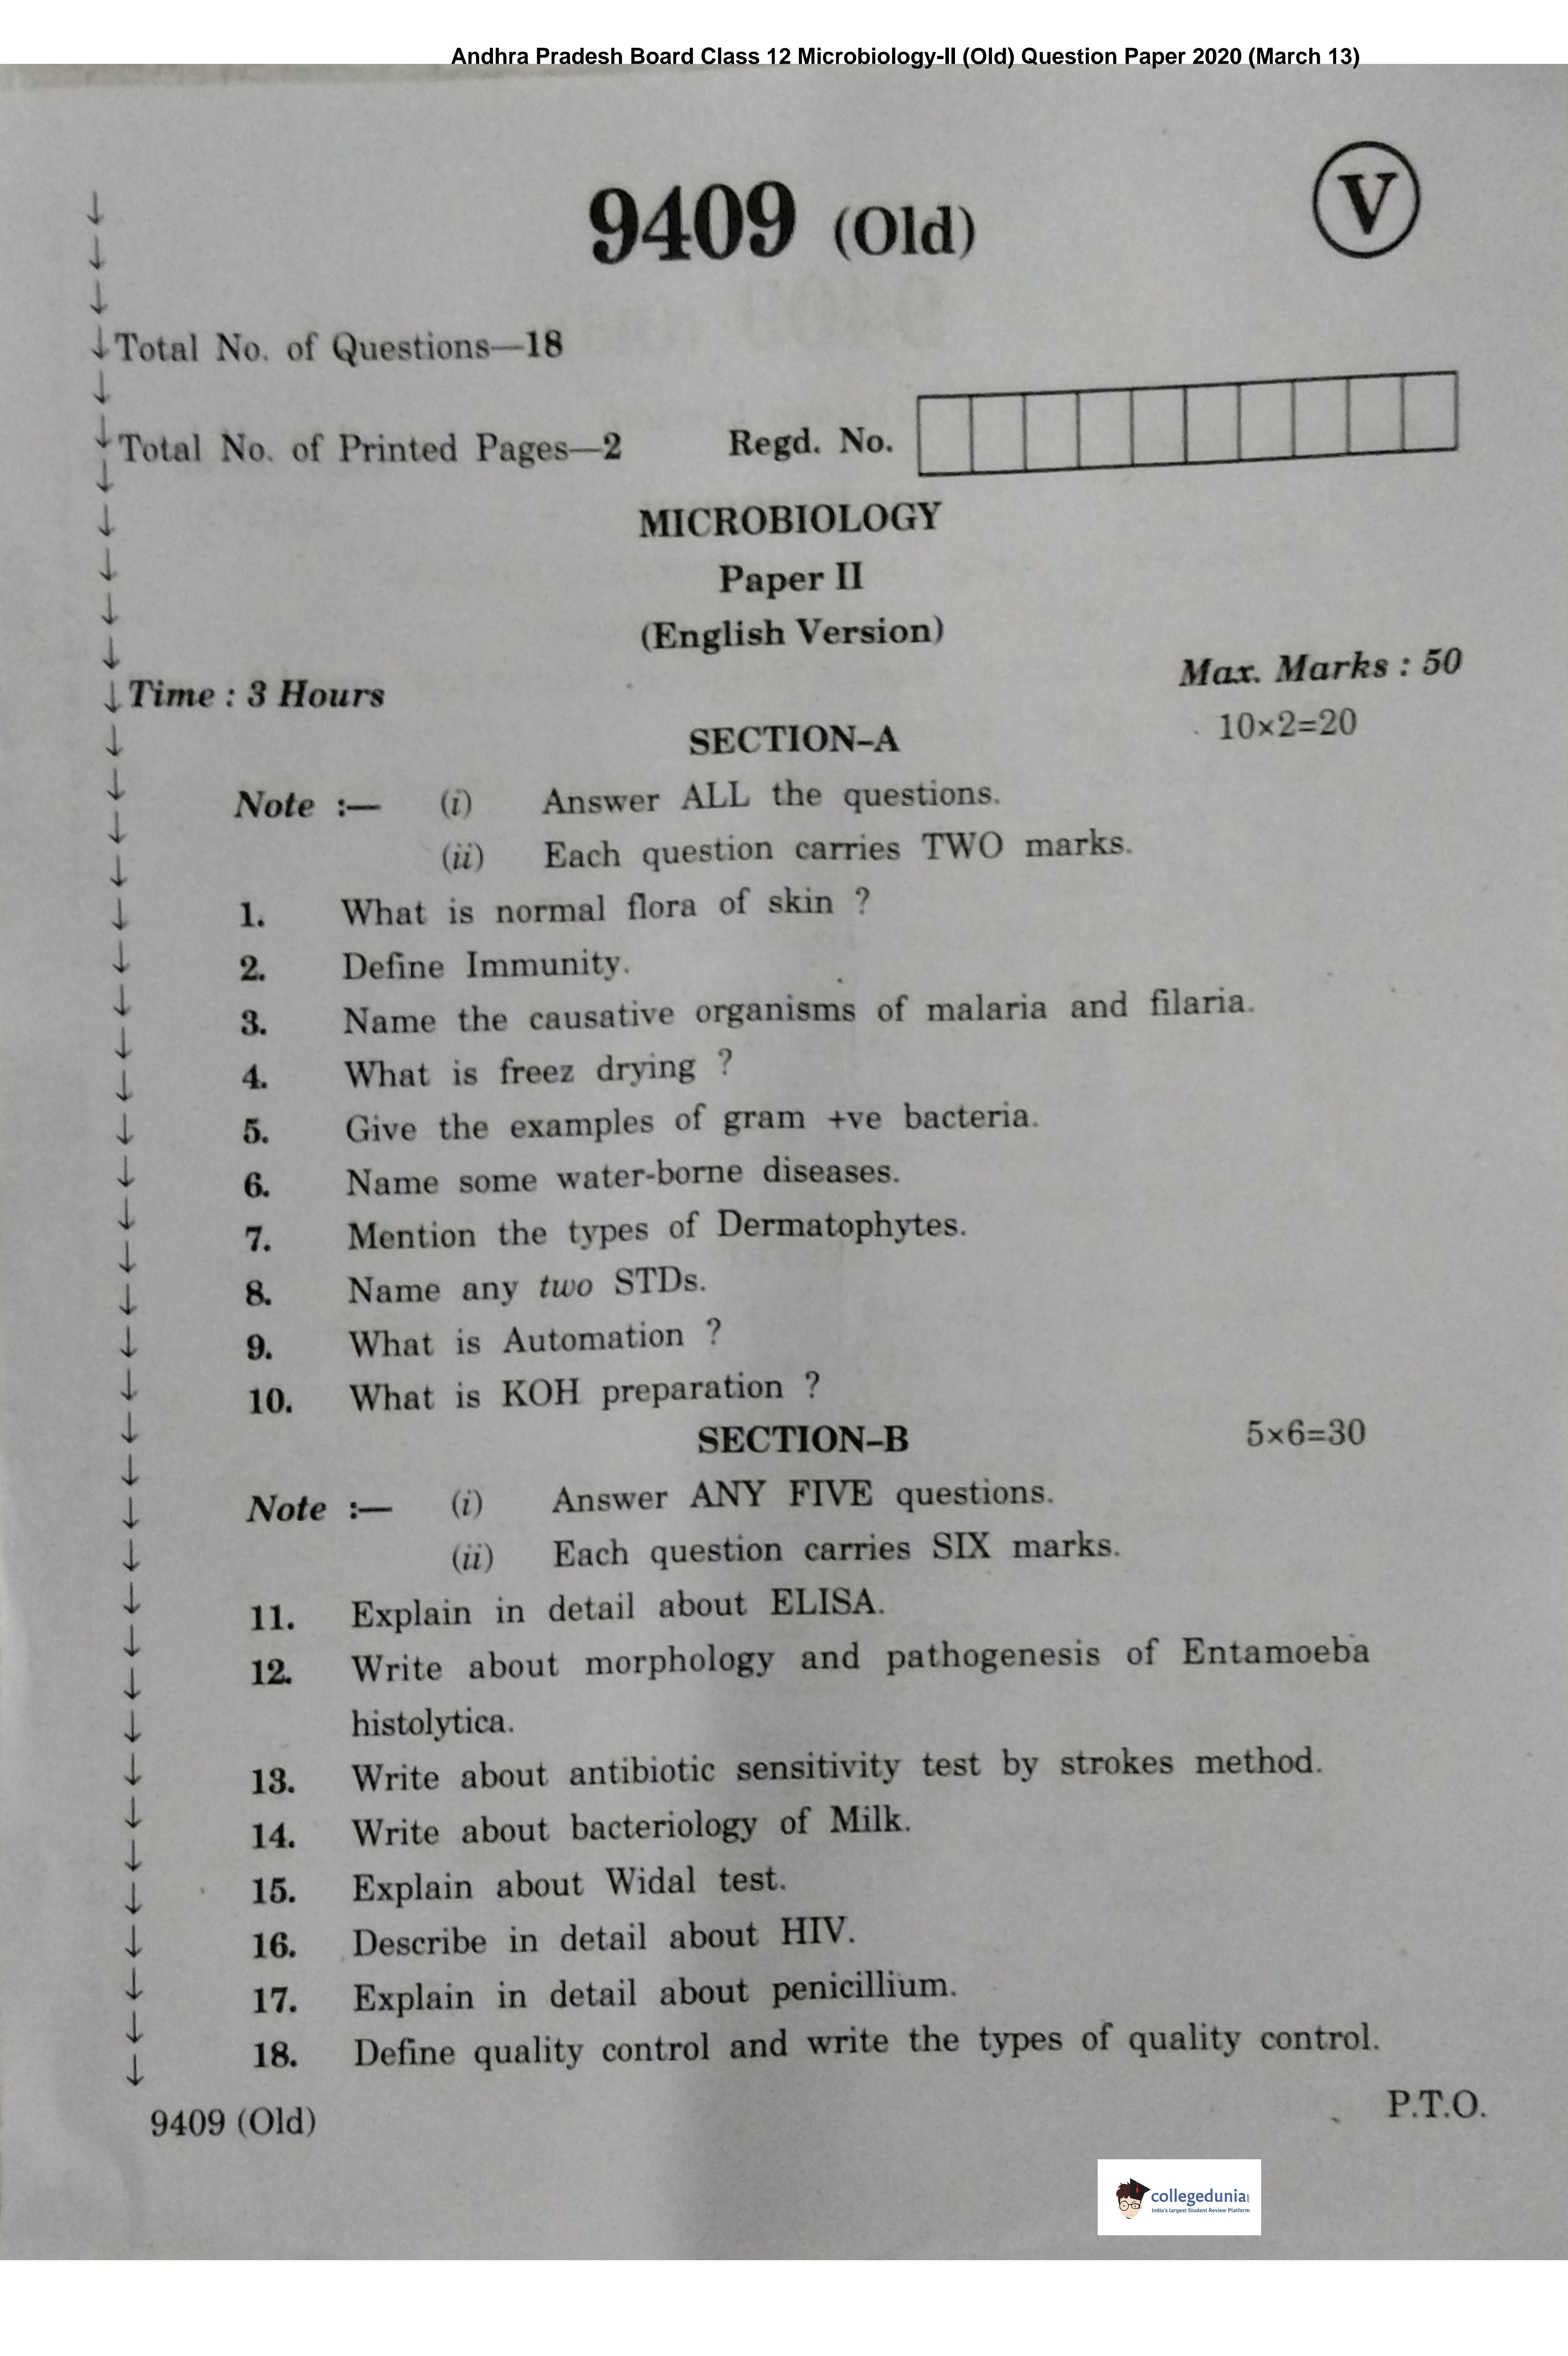 Andhra Pradesh Board Class 12 Microbiology-II (Old) Question Paper 2020 (March 13)
9409 (Old)
V
Total No. of Questions—18
Total No. of Printed Pages—2 Regd. No.
MICROBIOLOGY
Paper II
(English Version)
Time : 3 Hours Max. Marks : 50
SECTION–A 10×2=20
Note :— (i) Answer ALL the questions.
(ii) Each question carries TWO marks.
1. What is normal flora of skin ?
2. Define Immunity.
3. Name the causative organisms of malaria and filaria.
4. What is freez drying ?
5. Give the examples of gram +ve bacteria.
6. Name some water-borne diseases.
7. Mention the types of Dermatophytes.
8. Name any two STDs.
9. What is Automation ?
10. What is KOH preparation ?
SECTION–B 5×6=30
Note :— (i) Answer ANY FIVE questions.
(ii) Each question carries SIX marks.
11. Explain in detail about ELISA.
12. Write about morphology and pathogenesis of Entamoeba
histolytica.
13. Write about antibiotic sensitivity test by strokes method.
14. Write about bacteriology of Milk.
15. Explain about Widal test.
16. Describe in detail about HIV.
17. Explain in detail about penicillium.
18. Define quality control and write the types of quality control.
9409 (Old) P.T.O.
collegedunia
India's largest Student Review Platform